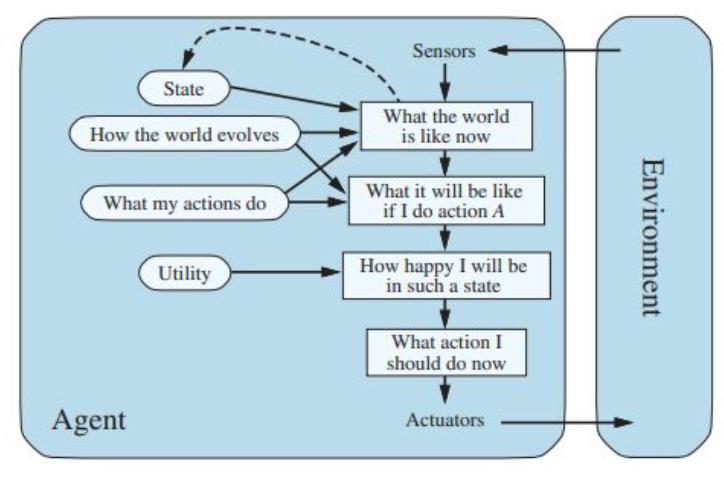 Sensors
State
What the world
is like now
How the world evolves
What it will be like
if I do action A
What my actions do
How happy I will be
in such a state
Utility
What action I
should do now
Agent
Actuators
Environment